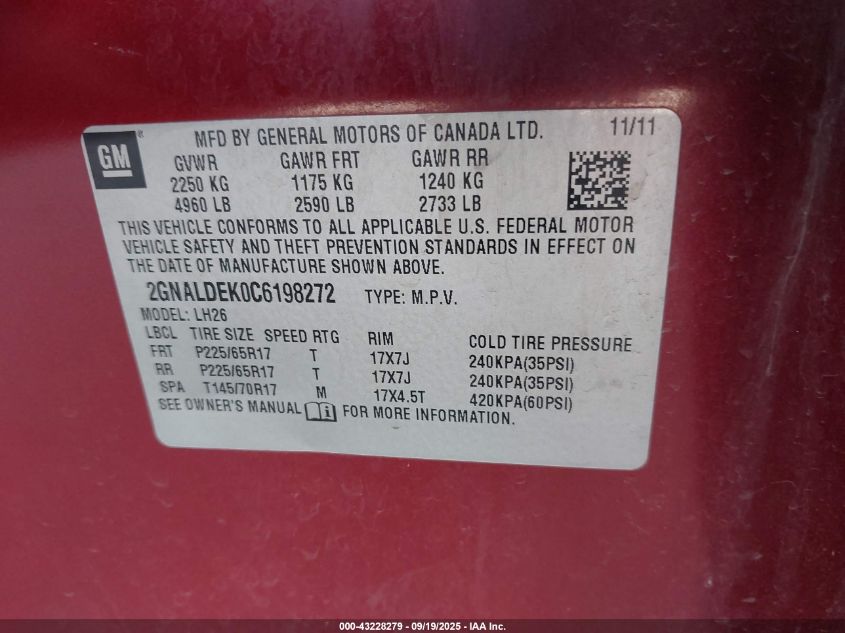 GM ® MFD BY GENERAL MOTORS OF CANADA LTD. 11/11
GVWR GAWR FRT GAWR RR
2250 KG 1175 KG 1240 KG
4960 LB 2590 LB 2733 LB
THIS VEHICLE CONFORMS TO ALL APPLICABLE U.S. FEDERAL MOTOR
VEHICLE SAFETY AND THEFT PREVENTION STANDARDS IN EFFECT ON
THE DATE OF MANUFACTURE SHOWN ABOVE.
2GNALDEK0C6198272 TYPE: M.P.V.
MODEL: LH26
LBCL TIRE SIZE SPEED RTG RIM COLD TIRE PRESSURE
FRT P225/65R17 T 17X7J 240KPA(35PSI)
RR P225/65R17 T 17X7J 240KPA(35PSI)
SPA T145/70R17 M 17X4.5T 420KPA(60PSI)
SEE OWNER'S MANUAL FOR MORE INFORMATION.
000-43228279 - 09/19/2025 - IAA Inc.